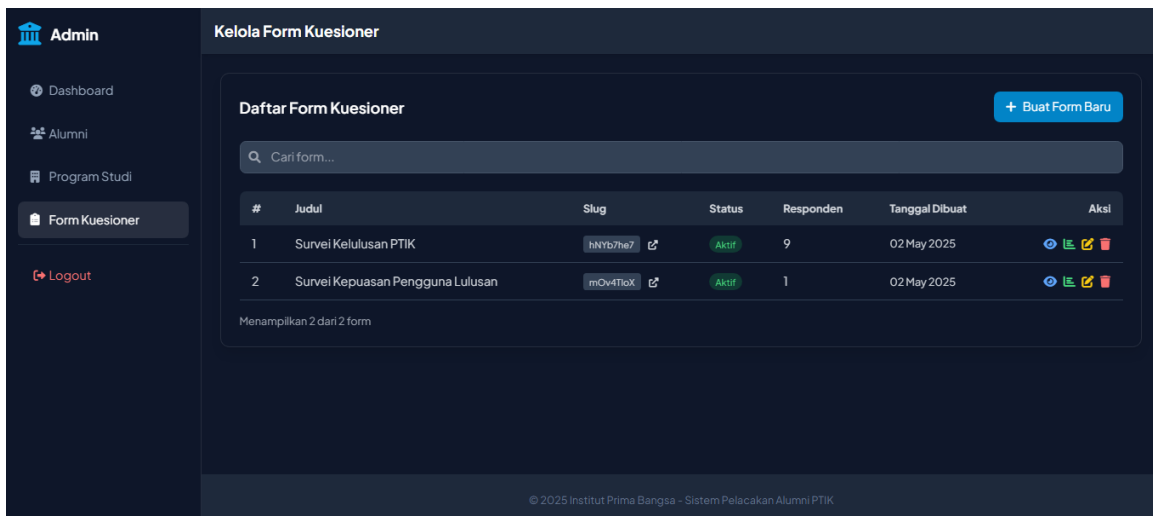 Admin
Kelola Form Kuesioner
Dashboard
Alumni
Program Studi
Form Kuesioner
Logout
Daftar Form Kuesioner
+ Buat Form Baru
Cari form...
# Judul Slug Status Responden Tanggal Dibuat Aksi
1 Survei Kelulusan PTIK hNYb7he7 Aktif 9 02 May 2025
2 Survei Kepuasan Pengguna Lulusan Aktif 1 02 May 2025
Menampilkan 2 dari 2 form
© 2025 Institut Prima Bangsa - Sistem Pelacakan Alumni PTIK